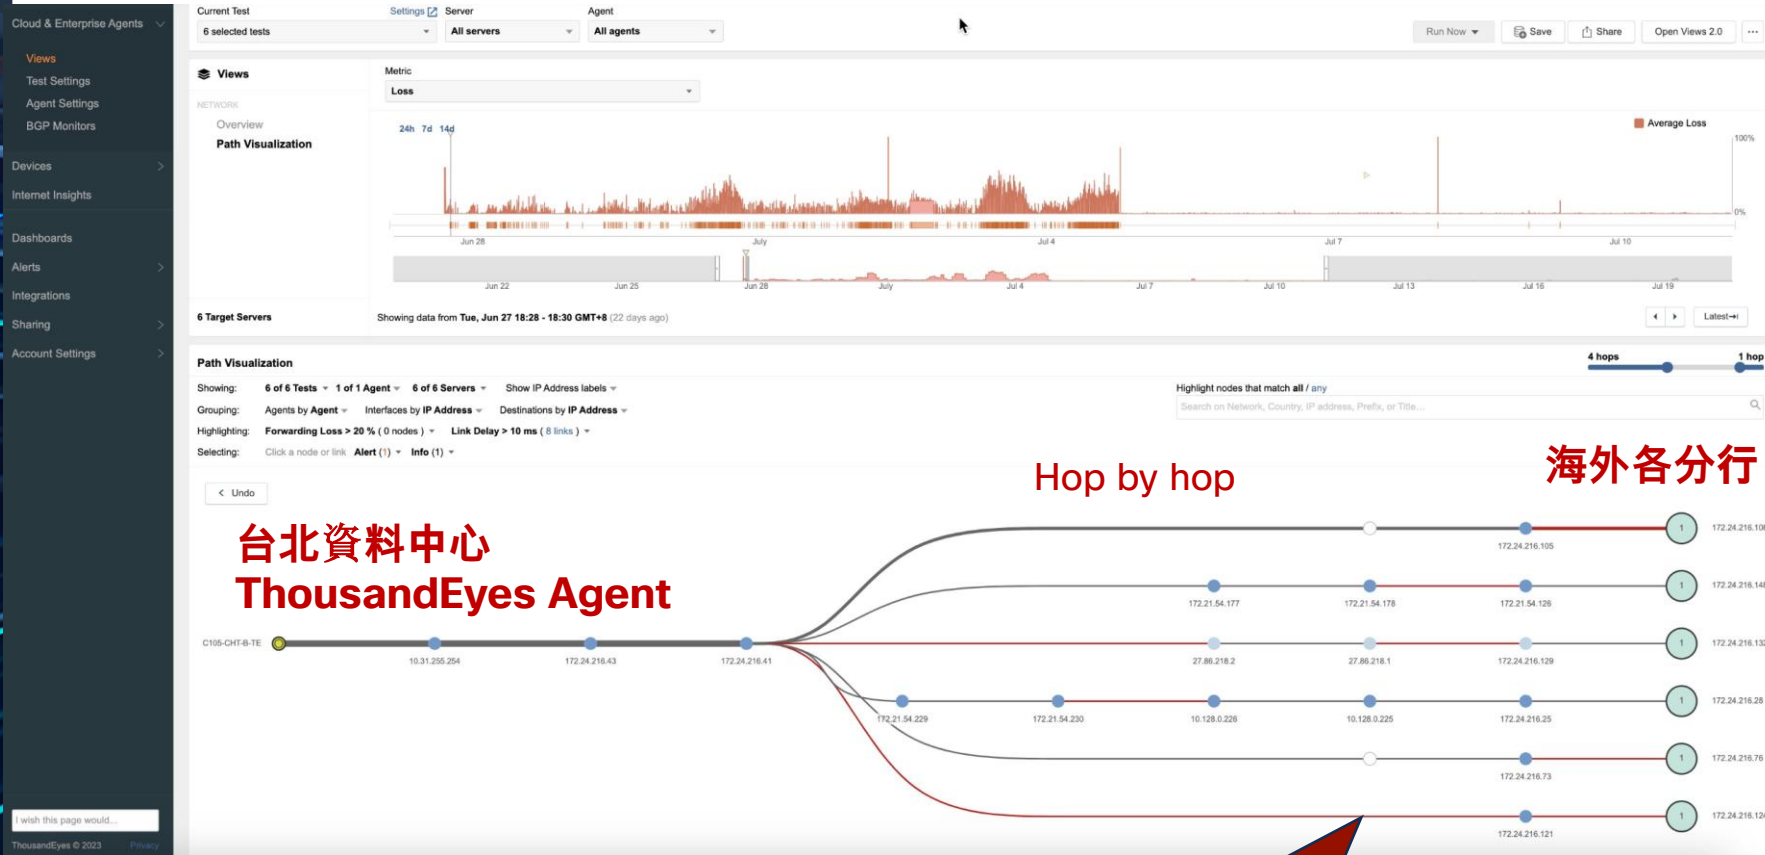 Cloud & Enterprise Agents
Views
Test Settings
Agent Settings
BGP Monitors
Devices
Internet Insights
Dashboards
Alerts
Integrations
Sharing
Account Settings
I wish this page would...
ThousandEyes © 2023 Privacy
Current Test Settings Server Agent
6 selected tests All servers All agents
Run Now Save Share Open Views 2.0 ...
Views
NETWORK
Overview
Path Visualization
Metric
Loss
24h 7d 14d
Average Loss
100%
0%
Jun 28 July Jul 4 Jul 7 Jul 10
Jun 22 Jun 25 Jun 28 July Jul 4 Jul 7 Jul 10 Jul 13 Jul 16 Jul 19
6 Target Servers
Showing data from Tue, Jun 27 18:28 - 18:30 GMT+8 (22 days ago)
Latest
Path Visualization
4 hops 1 hop
Showing: 6 of 6 Tests 1 of 1 Agent 6 of 6 Servers Show IP Address labels
Grouping: Agents by Agent Interfaces by IP Address Destinations by IP Address
Highlighting: Forwarding Loss > 20 % ( 0 nodes ) Link Delay > 10 ms ( 8 links )
Selecting: Click a node or link Alert (1) Info (1)
Highlight nodes that match all / any
Search on Network, Country, IP address, Prefix, or Title...
< Undo
Hop by hop
海外各分行
台北資料中心
ThousandEyes Agent
1
172.24.216.105
1
172.21.54.177 172.21.54.178 172.21.54.126
C105-CHT-B-TE
10.31.255.254 172.24.216.43 172.24.216.41
1
27.86.218.2 27.86.218.1 172.24.216.129
1 172.24.216.28
172.21.54.229 172.21.54.230 10.128.0.226 10.128.0.225 172.24.216.25
1 172.24.216.76
172.24.216.73
1
172.24.216.121